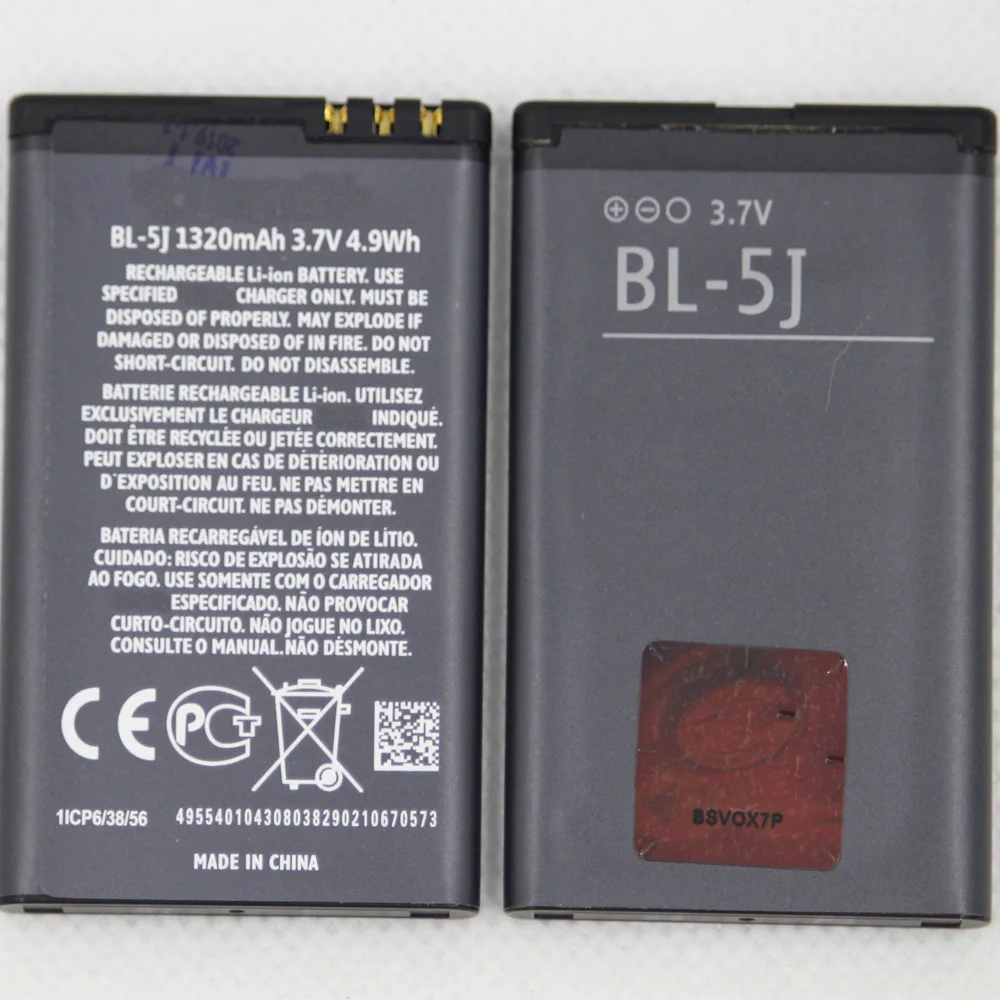 BL-5J 1320mAh 3.7V 4.9Wh
RECHARGEABLE Li-ion BATTERY. USE
SPECIFIED CHARGER ONLY. MUST BE
DISPOSED OF PROPERLY. MAY EXPLODE IF
DAMAGED OR DISPOSED OF IN FIRE. DO NOT
SHORT-CIRCUIT. DO NOT DISASSEMBLE.
BATTERIE RECHARGEABLE Li-ion. UTILISEZ
EXCLUSIVEMENT LE CHARGEUR INDIQUÉ.
DOIT ÊTRE RECYCLÉE OU JETÉE CORRECTEMENT.
PEUT EXPLOSER EN CAS DE DÉTÉRIORATION OU
D'EXPOSITION AU FEU. NE PAS METTRE EN
COURT-CIRCUIT. NE PAS DÉMONTER.
BATERIA RECARREGÁVEL DE ÍON DE LÍTIO.
CUIDADO: RISCO DE EXPLOSÃO SE ATIRADA
AO FOGO. USE SOMENTE COM O CARREGADOR
ESPECIFICADO. NÃO PROVOCAR
CURTO-CIRCUITO. NÃO JOGUE NO LIXO.
CONSULTE O MANUAL. NÃO DESMONTE.
CE PCT
1ICP6/38/56 495540104308038290210670573
MADE IN CHINA
3.7V
BL-5J
BSVOX7P